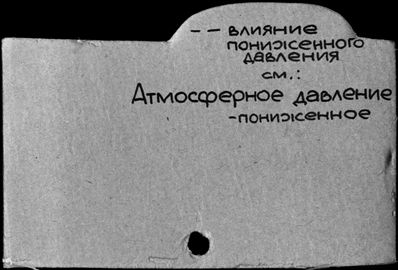 -- влияние
пониженного
давления
см.:
Атмосферное давление
-пониженное